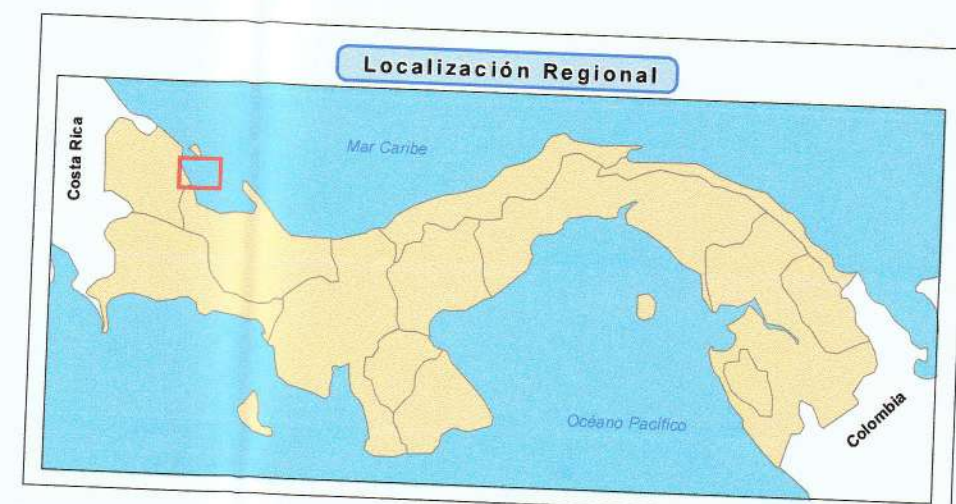 Localización Regional
Costa Rica
Mar Caribe
Océano Pacífico
Colombia